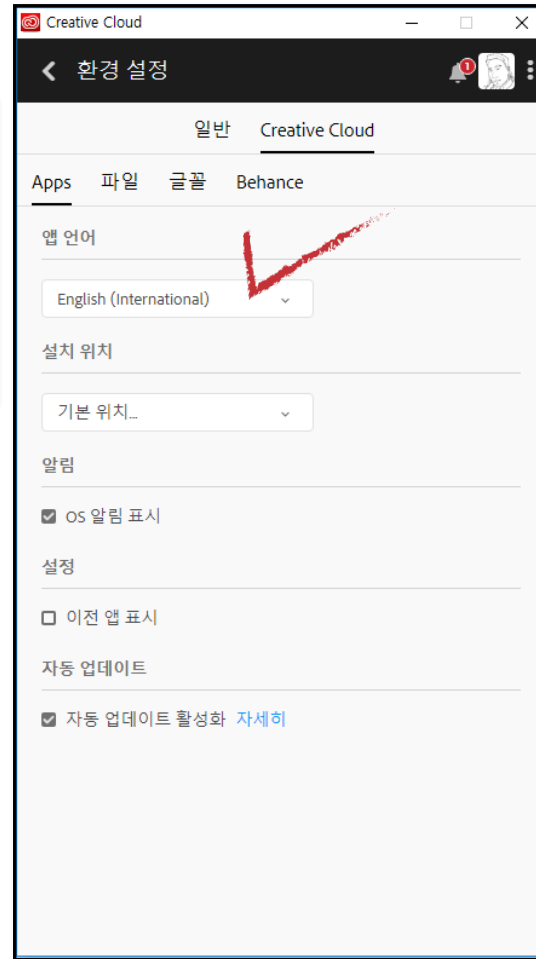 Creative Cloud
환경 설정
1
일반 Creative Cloud
Apps 파일 글꼴 Behance
앱 언어
English (International)
설치 위치
기본 위치...
알림
OS 알림 표시
설정
이전 앱 표시
자동 업데이트
자동 업데이트 활성화 자세히